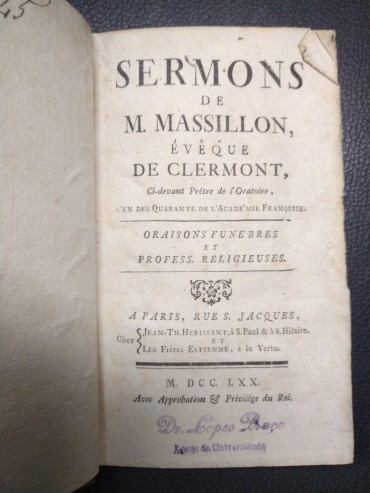 45
SERMONS
DE
M. MASSILLON,
ÉVÊQUE
DE CLERMONT,
Ci-devant Prêtre de l'Oratoire,
L'UN DES QUARANTE DE L'ACADÉMIE FRANÇOISE.
ORAISONS FUNEBRES
ET
PROFESS. RELIGIEUSES.
A PARIS, RUE S. JACQUES,
Chez { JEAN-TH. HERISSANT, à S. Paul & à S. Hilaire.
ET
LES Frères ESTIENNE, à la Vertu.
M. DCC. LXX.
Avec Approbation & Privilége du Roi.
Dr. Lopes Praça